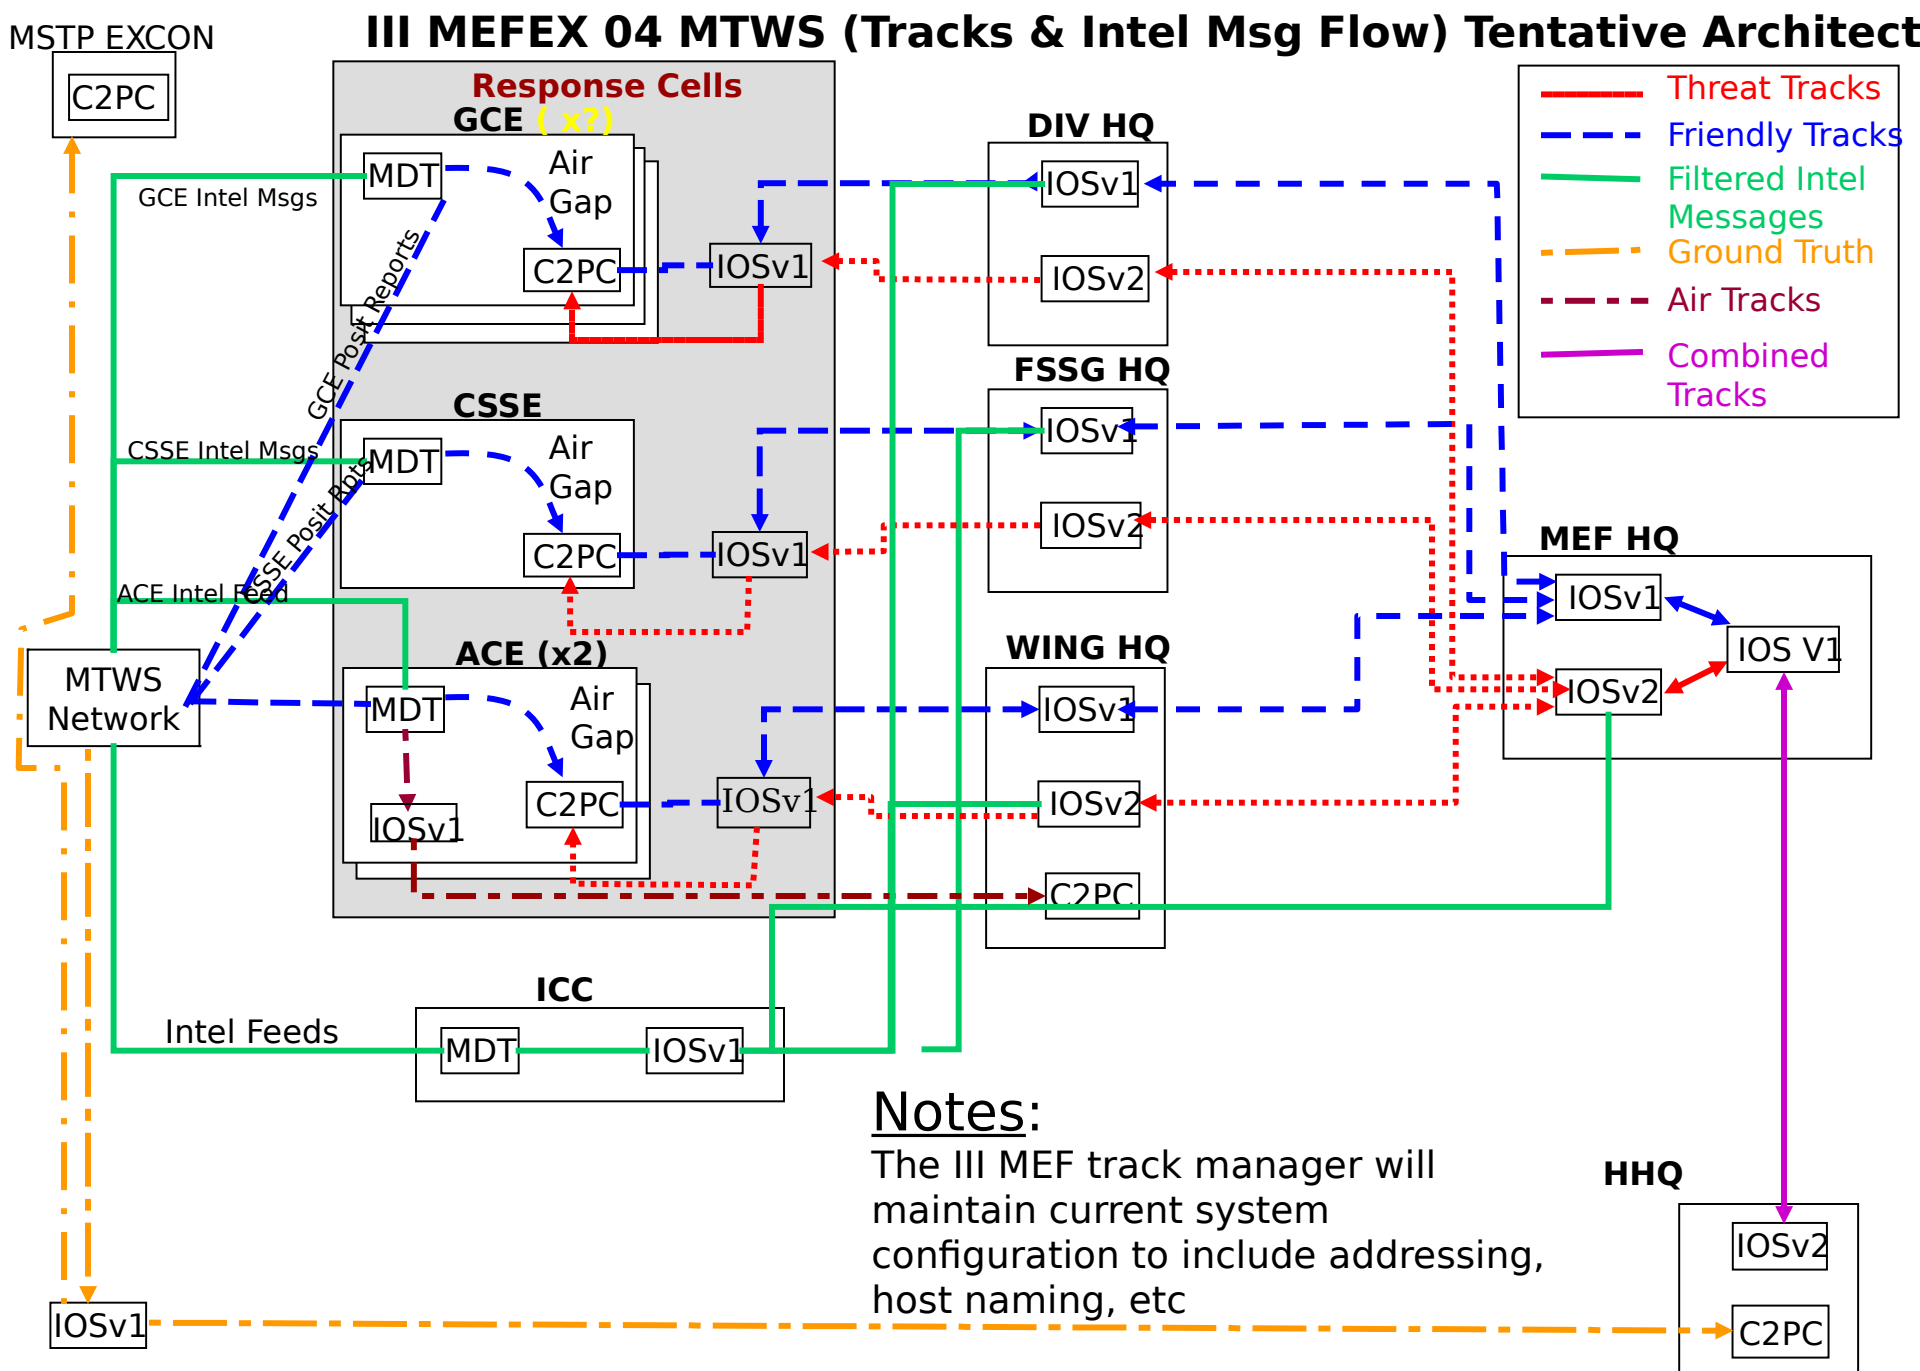 III MEFEX 04 MTWS (Tracks & Intel Msg Flow) Tentative Architect
MSTP EXCON
C2PC
Response Cells
GCE ( x?)
MDT
Air
Gap
C2PC
IOSv1
GCE Intel Msgs
GCE Posit Reports
CSSE
MDT
Air
Gap
C2PC
IOSv1
CSSE Intel Msgs
CSSE Posit Rpts
ACE Intel Feed
ACE (x2)
MDT
Air
Gap
C2PC
IOSv1
IOSv1
MTWS
Network
DIV HQ
IOSv1
IOSv2
FSSG HQ
IOSv1
IOSv2
WING HQ
IOSv1
IOSv2
C2PC
Threat Tracks
Friendly Tracks
Filtered Intel
Messages
Ground Truth
Air Tracks
Combined
Tracks
MEF HQ
IOSv1
IOS V1
IOSv2
ICC
Intel Feeds
MDT
IOSv1
Notes:
The III MEF track manager will
maintain current system
configuration to include addressing,
host naming, etc
HHQ
IOSv2
C2PC
IOSv1